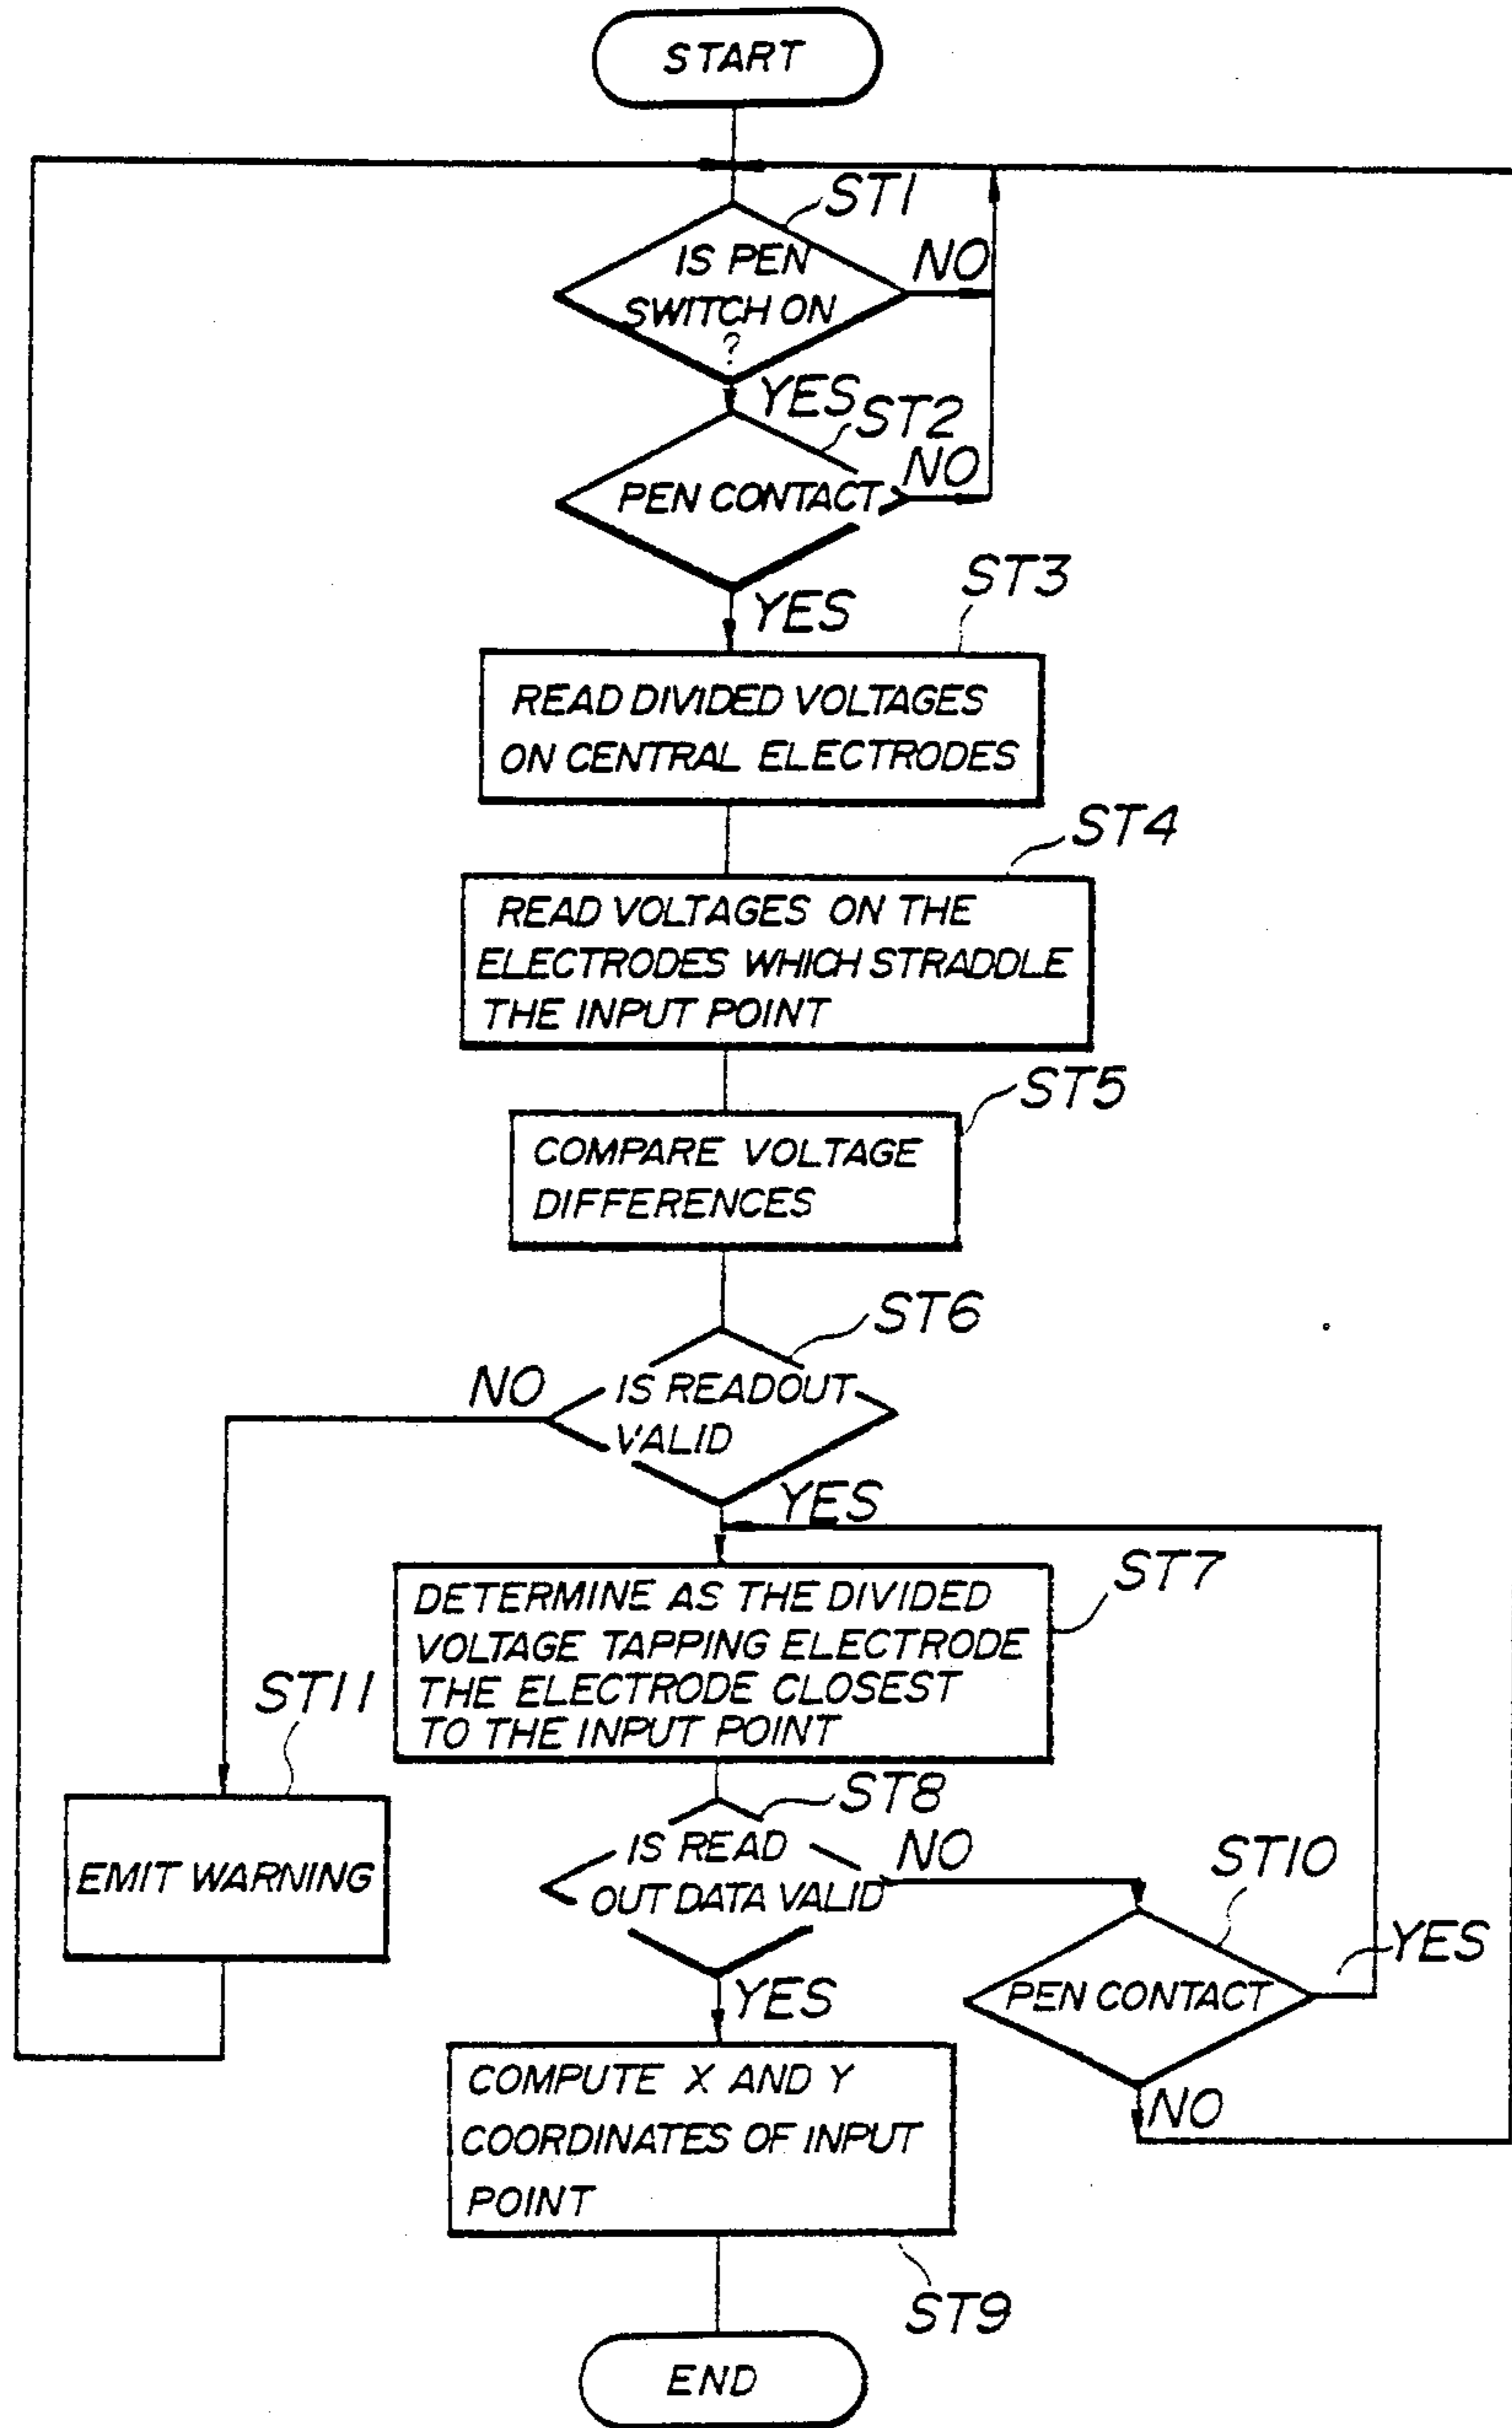 START
ST1
IS PEN
SWITCH ON
?
NO
YES
ST2
PEN CONTACT
NO
YES
ST3
READ DIVIDED VOLTAGES
ON CENTRAL ELECTRODES
ST4
READ VOLTAGES ON THE
ELECTRODES WHICH STRADDLE
THE INPUT POINT
ST5
COMPARE VOLTAGE
DIFFERENCES
ST6
NO
IS READOUT
VALID
YES
ST7
DETERMINE AS THE DIVIDED
VOLTAGE TAPPING ELECTRODE
THE ELECTRODE CLOSEST
TO THE INPUT POINT
ST11
EMIT WARNING
ST8
IS READ
OUT DATA VALID
NO
ST10
YES
PEN CONTACT
YES
NO
COMPUTE X AND Y
COORDINATES OF INPUT
POINT
ST9
END